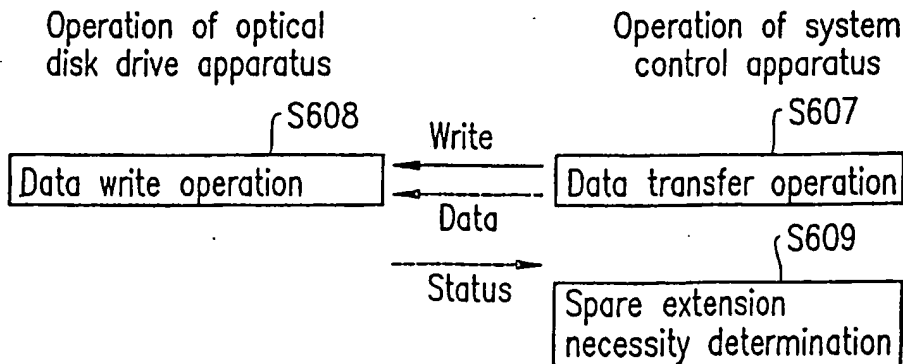 Operation of optical
disk drive apparatus
Operation of system
control apparatus
S608
S607
Write
Data write operation
Data transfer operation
Data
S609
Status
Spare extension
necessity determination